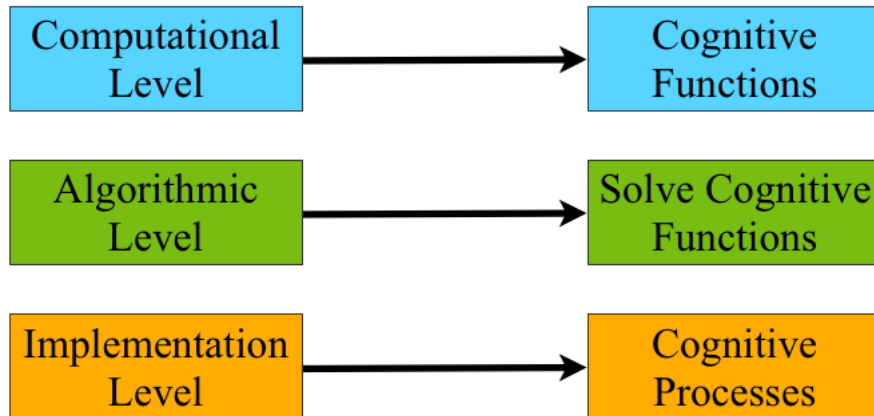 Computational
Level
Cognitive
Functions
Algorithmic
Level
Solve Cognitive
Functions
Implementation
Level
Cognitive
Processes